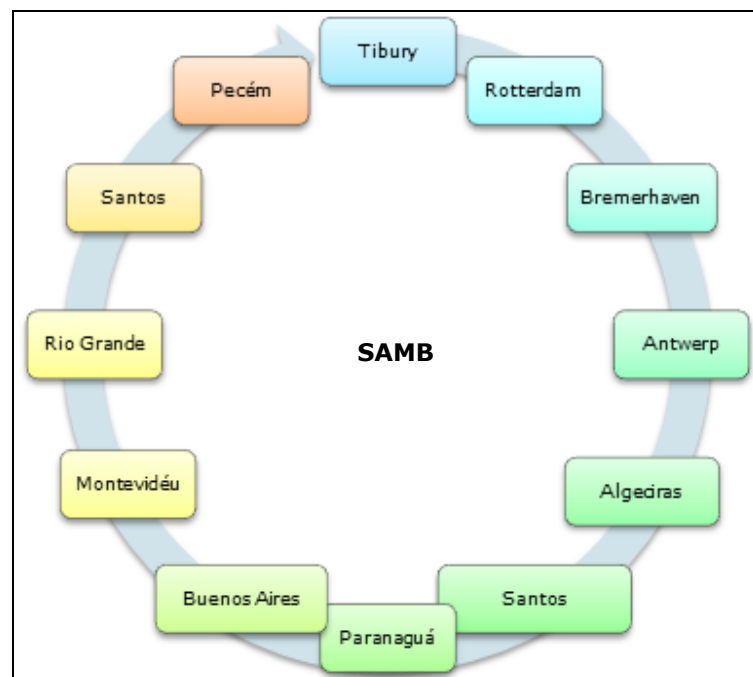 Tibury
Rotterdam
Bremerhaven
Antwerp
Algeciras
Santos
Paranaguá
Buenos Aires
Montevidéu
Rio Grande
Santos
Pecém
SAMB